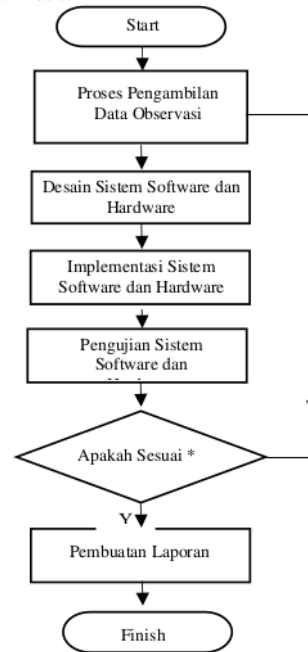 Start
Proses Pengambilan
Data Observasi
Desain Sistem Software dan
Hardware
Implementasi Sistem
Software dan Hardware
Pengujian Sistem
Software dan
Apakah Sesuai *
Y
Pembuatan Laporan
Finish